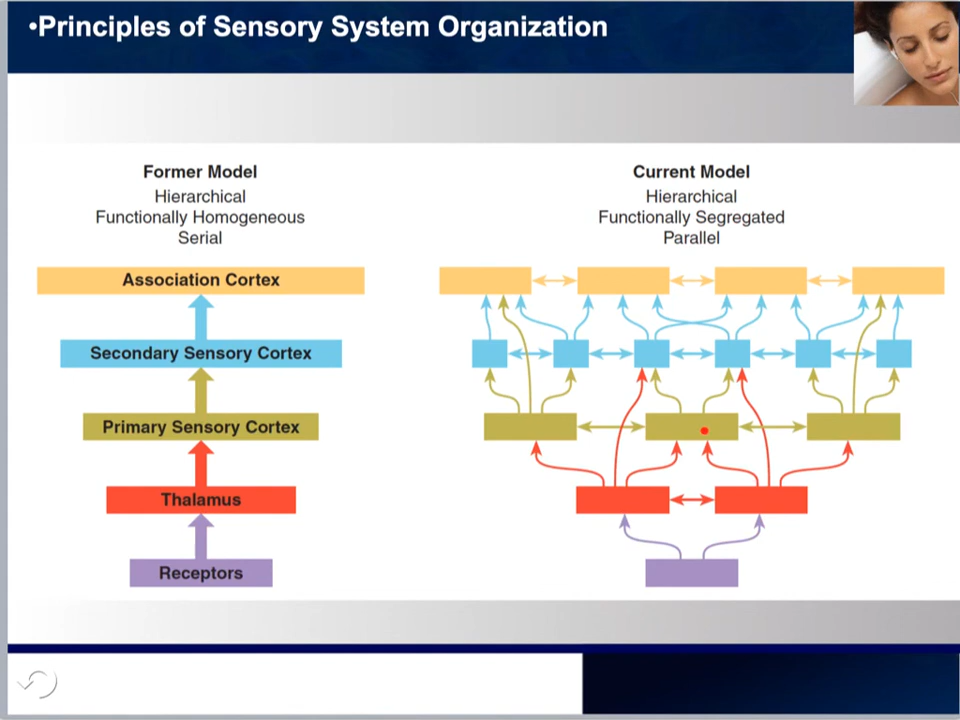 •Principles of Sensory System Organization
Former Model
Hierarchical
Functionally Homogeneous
Serial
Association Cortex
Secondary Sensory Cortex
Primary Sensory Cortex
Thalamus
Receptors
Current Model
Hierarchical
Functionally Segregated
Parallel